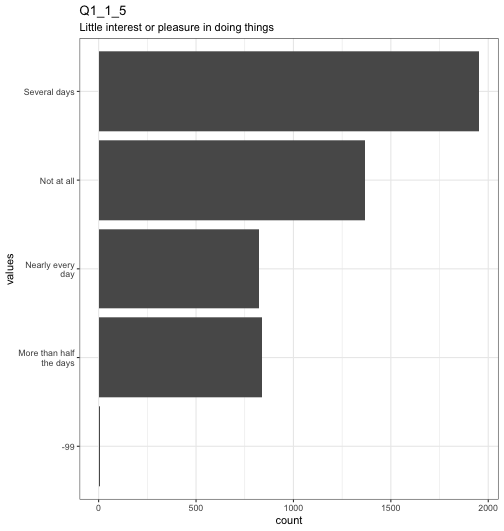 Q1_1_5
Little interest or pleasure in doing things
values
Several days
Not at all
Nearly every
day
More than half
the days
-99
0
500
1000
1500
2000
count